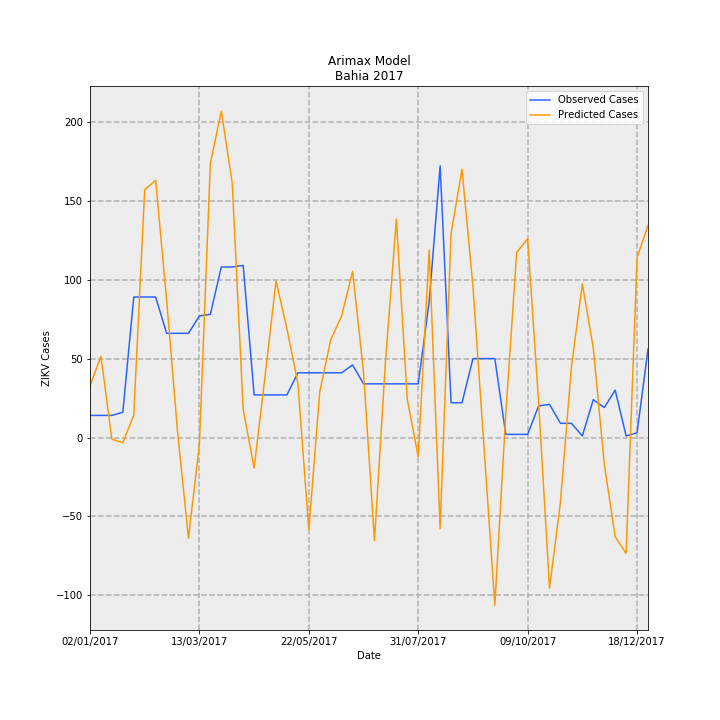 Arimax Model
Bahia 2017
Observed Cases
Predicted Cases
ZIKV Cases
200
150
100
50
0
−50
−100
02/01/2017 13/03/2017 22/05/2017 31/07/2017 09/10/2017 18/12/2017
Date